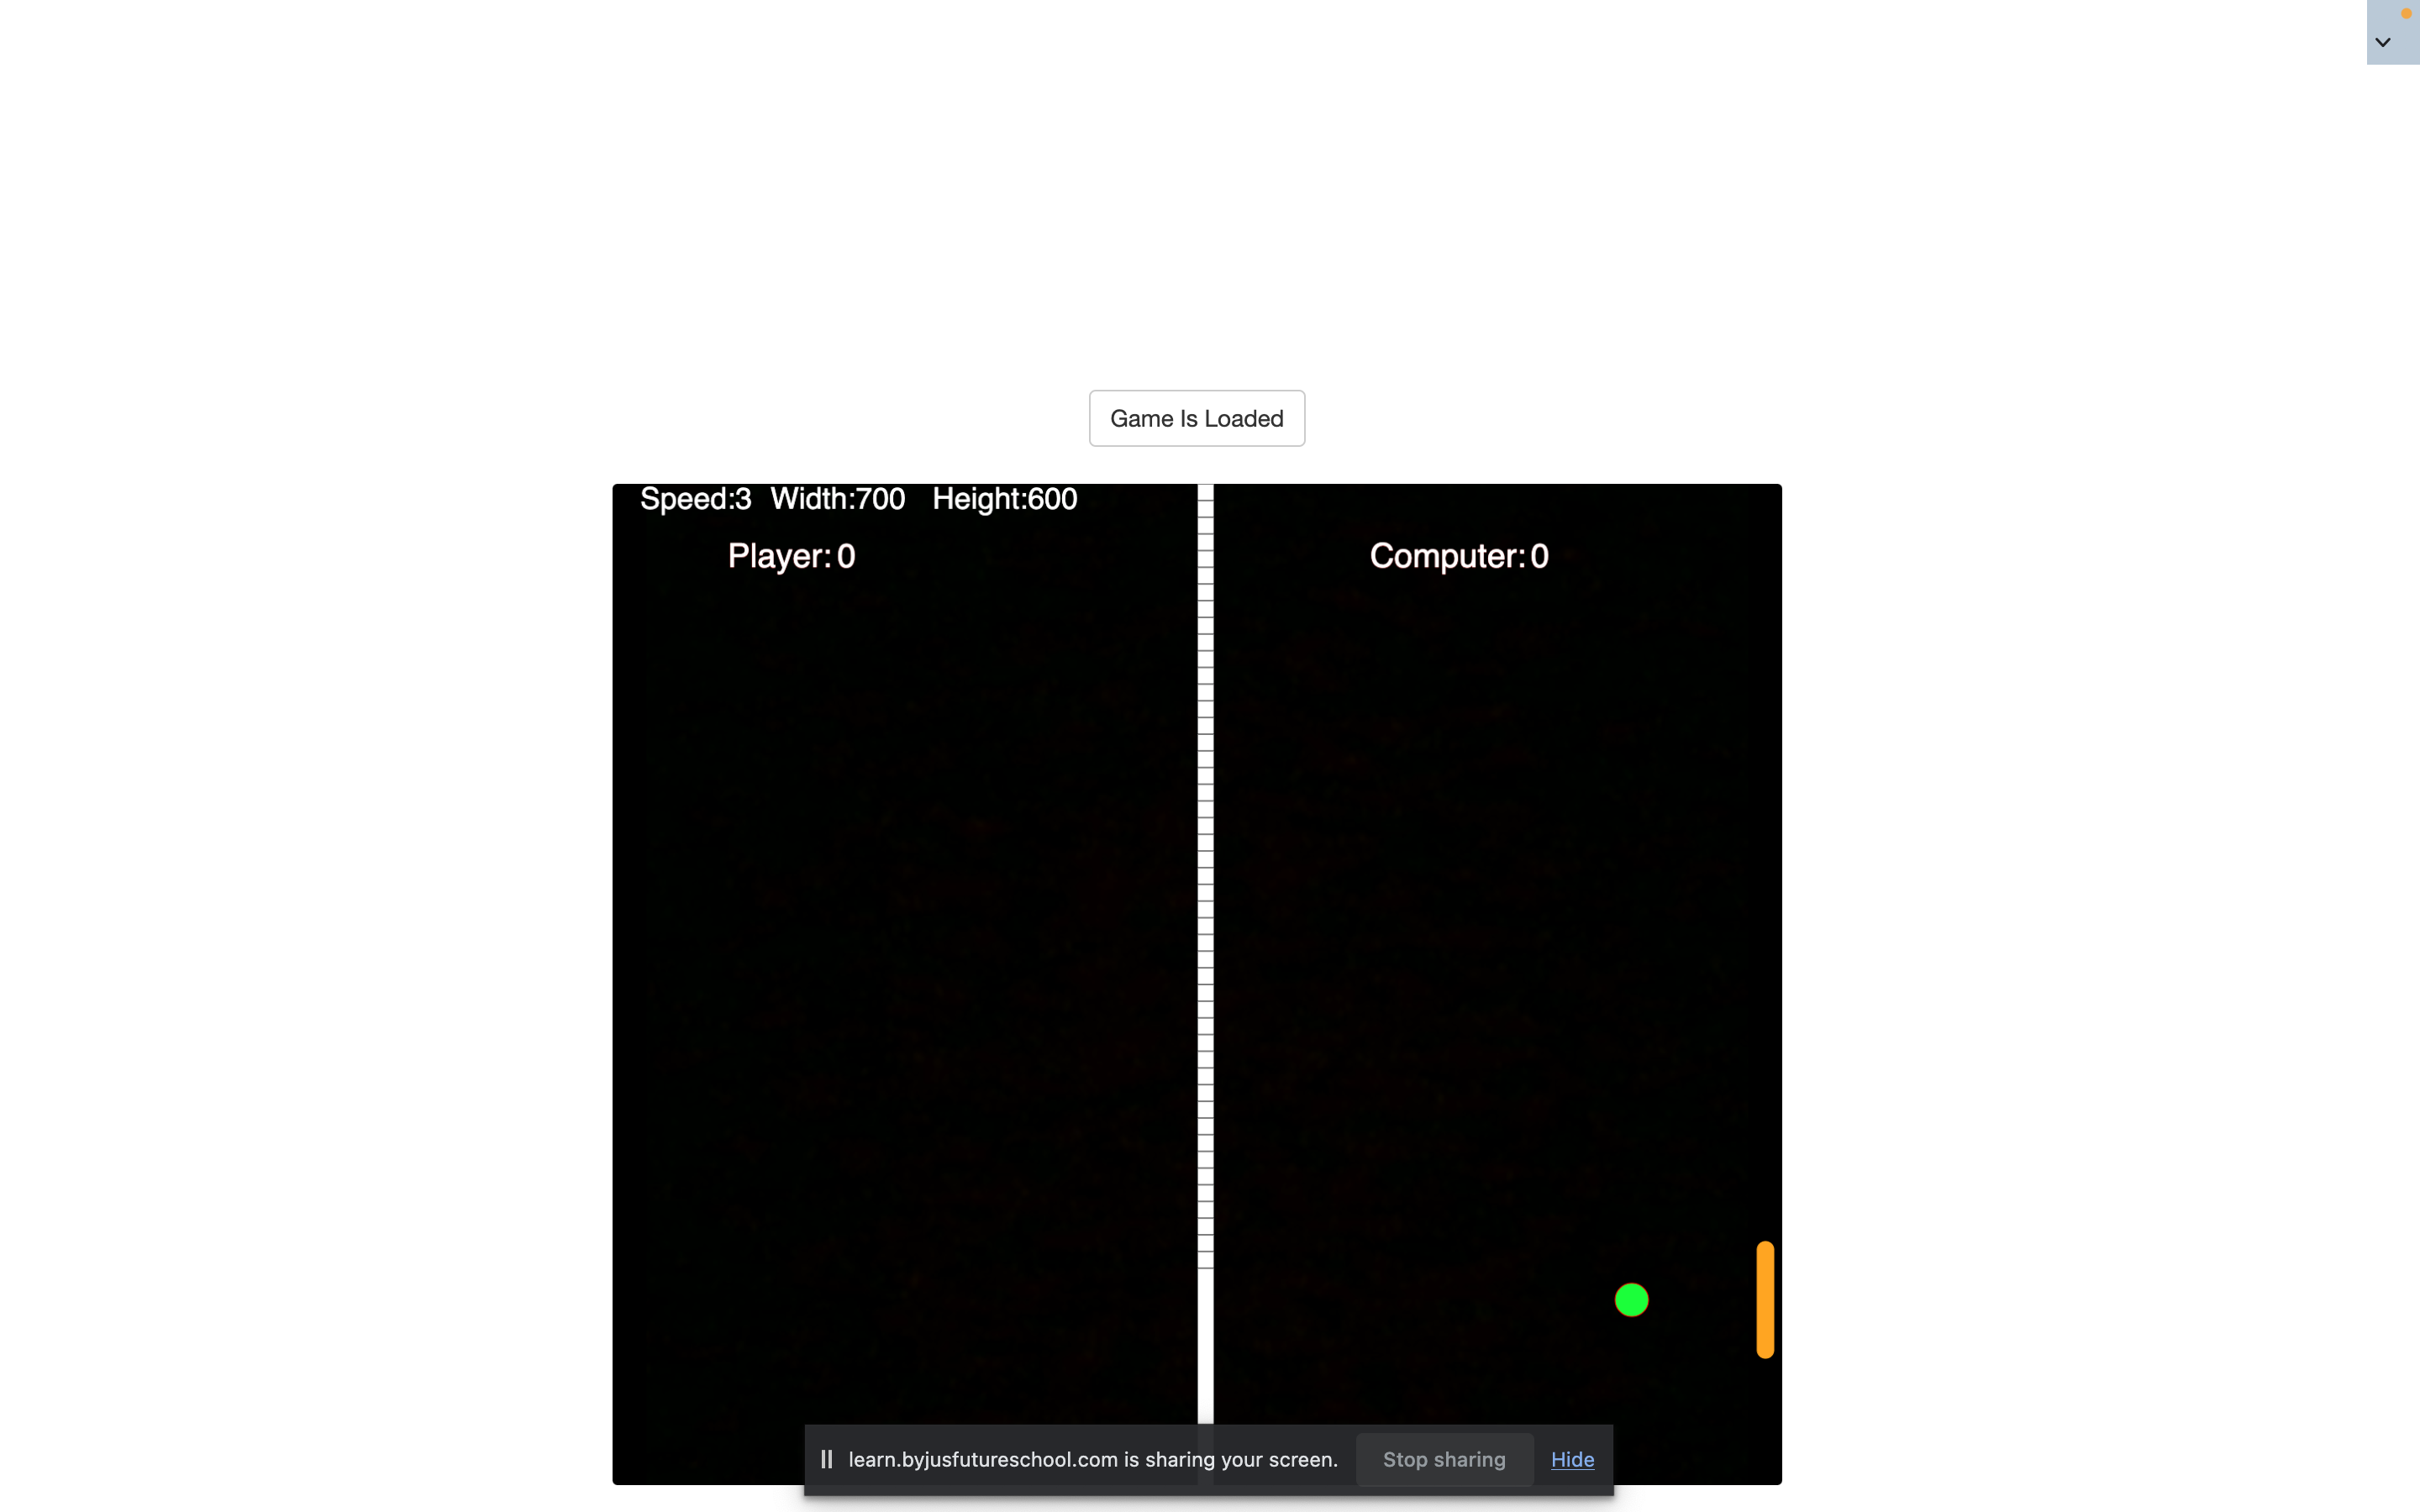 Game Is Loaded
Speed:3 Width:700 Height:600
Player: 0 Computer: 0
learn.byjusfutureschool.com is sharing your screen. Stop sharing Hide